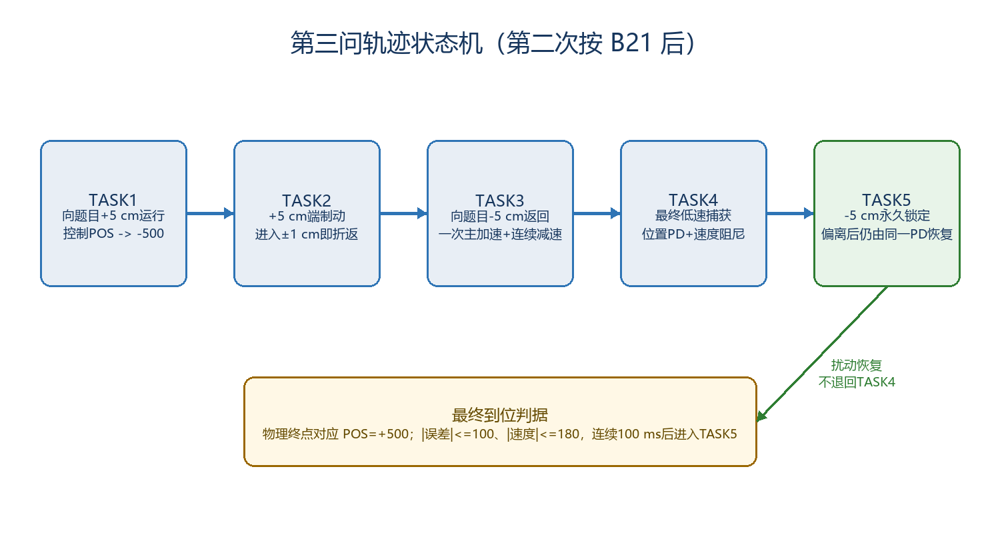 第三问轨迹状态机（第二次按 B21 后）
TASK1
向题目+5 cm运行
控制POS -> -500
TASK2
+5 cm端制动
进入±1 cm即折返
TASK3
向题目-5 cm返回
一次主加速+连续减速
TASK4
最终低速捕获
位置PD+速度阻尼
TASK5
-5 cm永久锁定
偏离后仍由同一PD恢复
扰动恢复
不退回TASK4
最终到位判据
物理终点对应 POS=+500；|误差|<=100、|速度|<=180，连续100 ms后进入TASK5